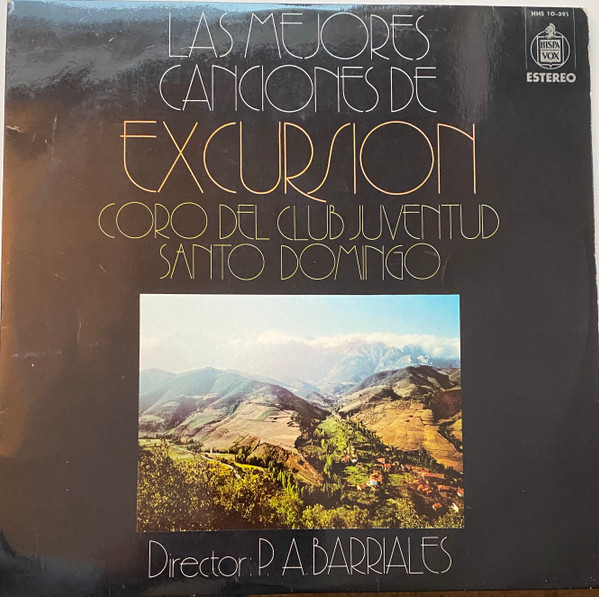 HHS 10-391
HISPA
VOX
ESTEREO
LAS MEJORES
CANCIONES DE
EXCURSION
CORO DEL CLUB JUVENTUD
SANTO DOMINGO
Director: P. A. BARRIALES